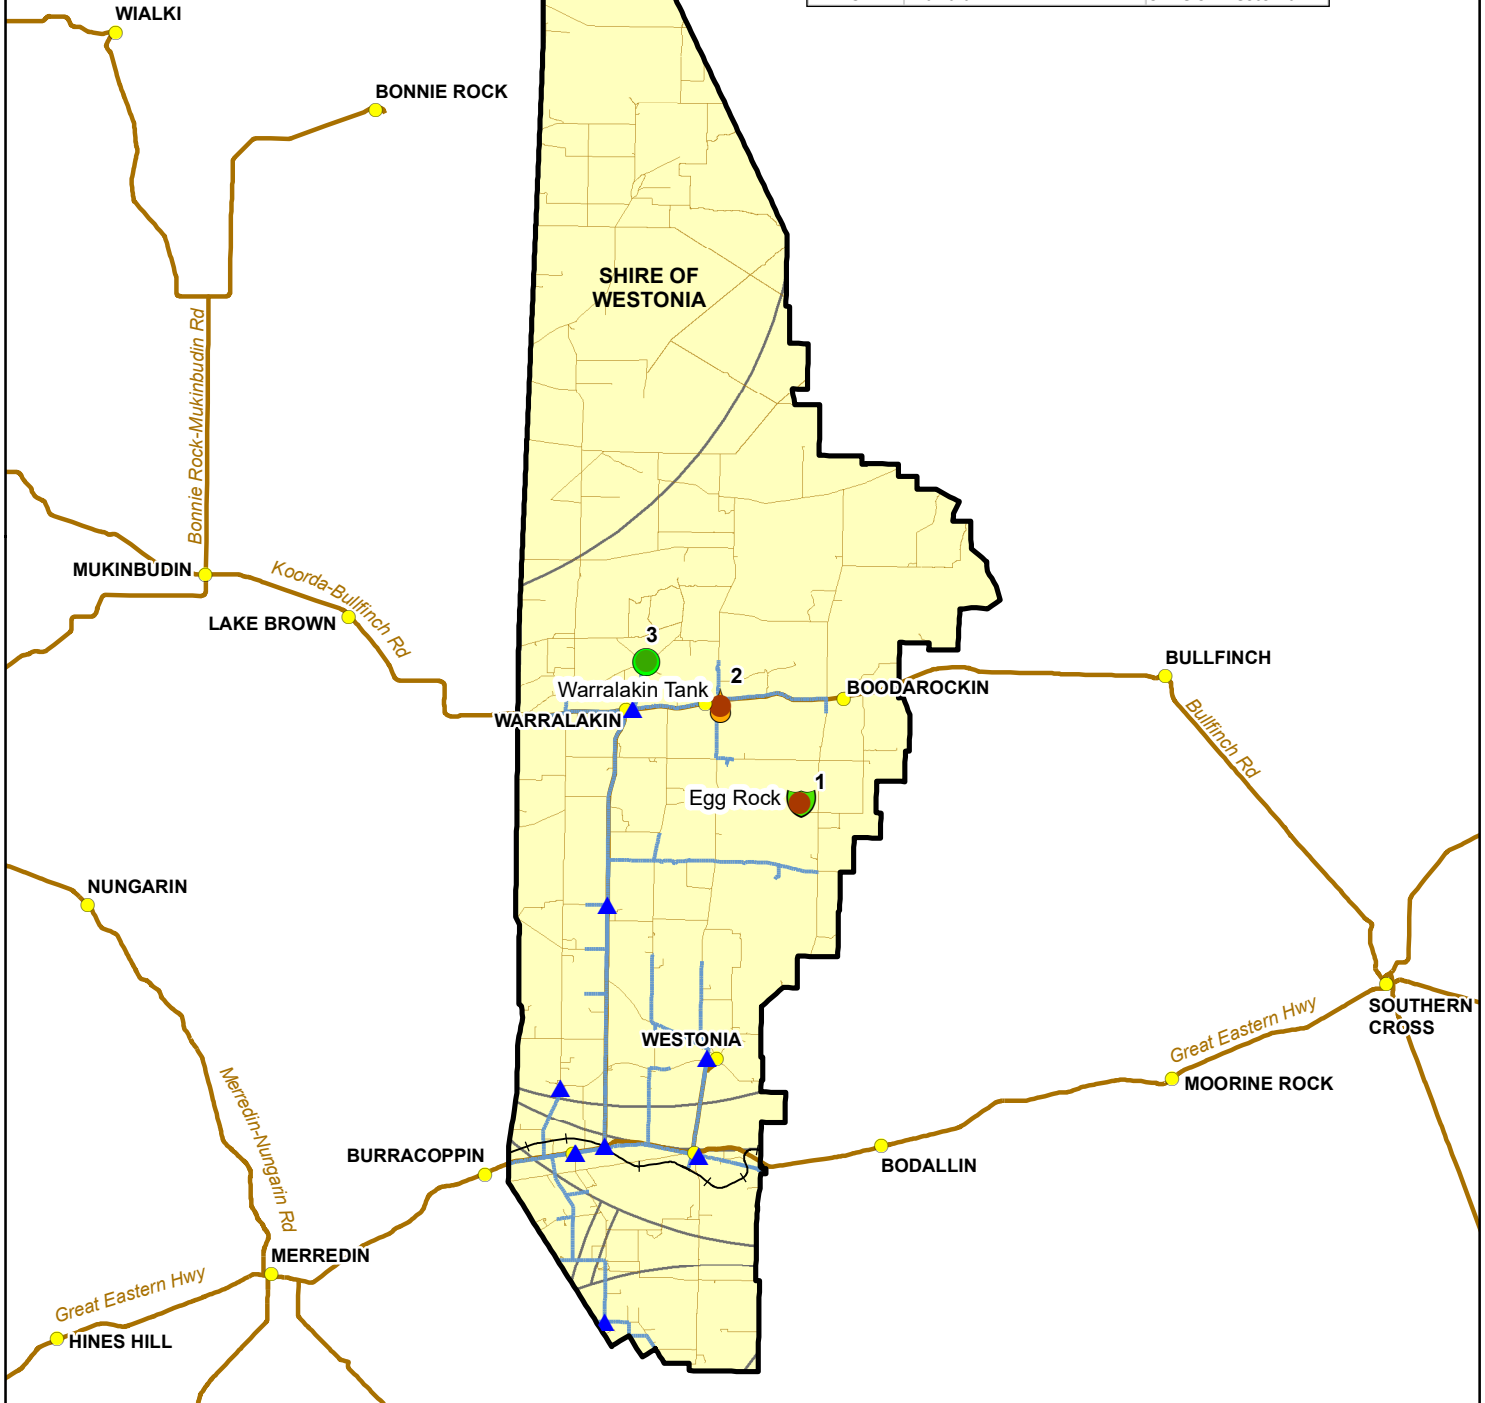 WIALKI
BONNIE ROCK
SHIRE OF
WESTONIA
Bonnie Rock-Mukinbudin Rd
MUKINBUDIN
Koorda-Bullfinch Rd
LAKE BROWN
3
BULLFINCH
2
Warralakin Tank
BOODAROCKIN
WARRALAKIN
Bullfinch Rd
1
Egg Rock
NUNGARIN
SOUTHERN
CROSS
Great Eastern Hwy
WESTONIA
MOORINE ROCK
Merredin-Nungarin Rd
BURRACOPPIN
BODALLIN
MERREDIN
Great Eastern Hwy
HINES HILL